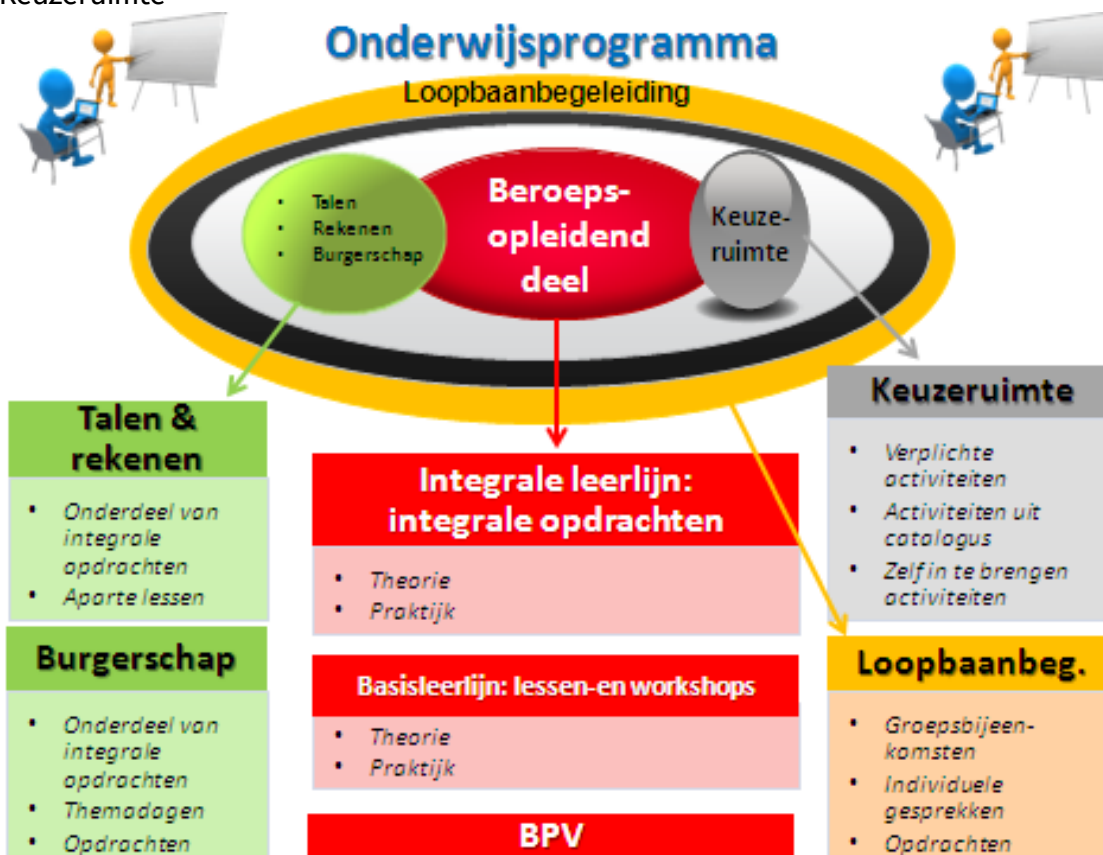 Keuzeruimte
Onderwijsprogramma
Loopbaanbegeleiding
• Talen
• Rekenen
• Burgerschap
Beroeps-
opleidend
deel
Keuze-
ruimte
Talen &
rekenen
• Onderdeel van
integrale
opdrachten
• Aparte lessen
Burgerschap
• Onderdeel van
integrale
opdrachten
• Themadagen
• Opdrachten
Integrale leerlijn:
integrale opdrachten
• Theorie
• Praktijk
Basisleerlijn: lessen-en workshops
• Theorie
• Praktijk
BPV
Keuzeruimte
• Verplichte
activiteiten
• Activiteiten uit
catalogus
• Zelf in te brengen
activiteiten
Loopbaanbeg.
• Groepsbijeen-
komsten
• Individuele
gesprekken
• Opdrachten